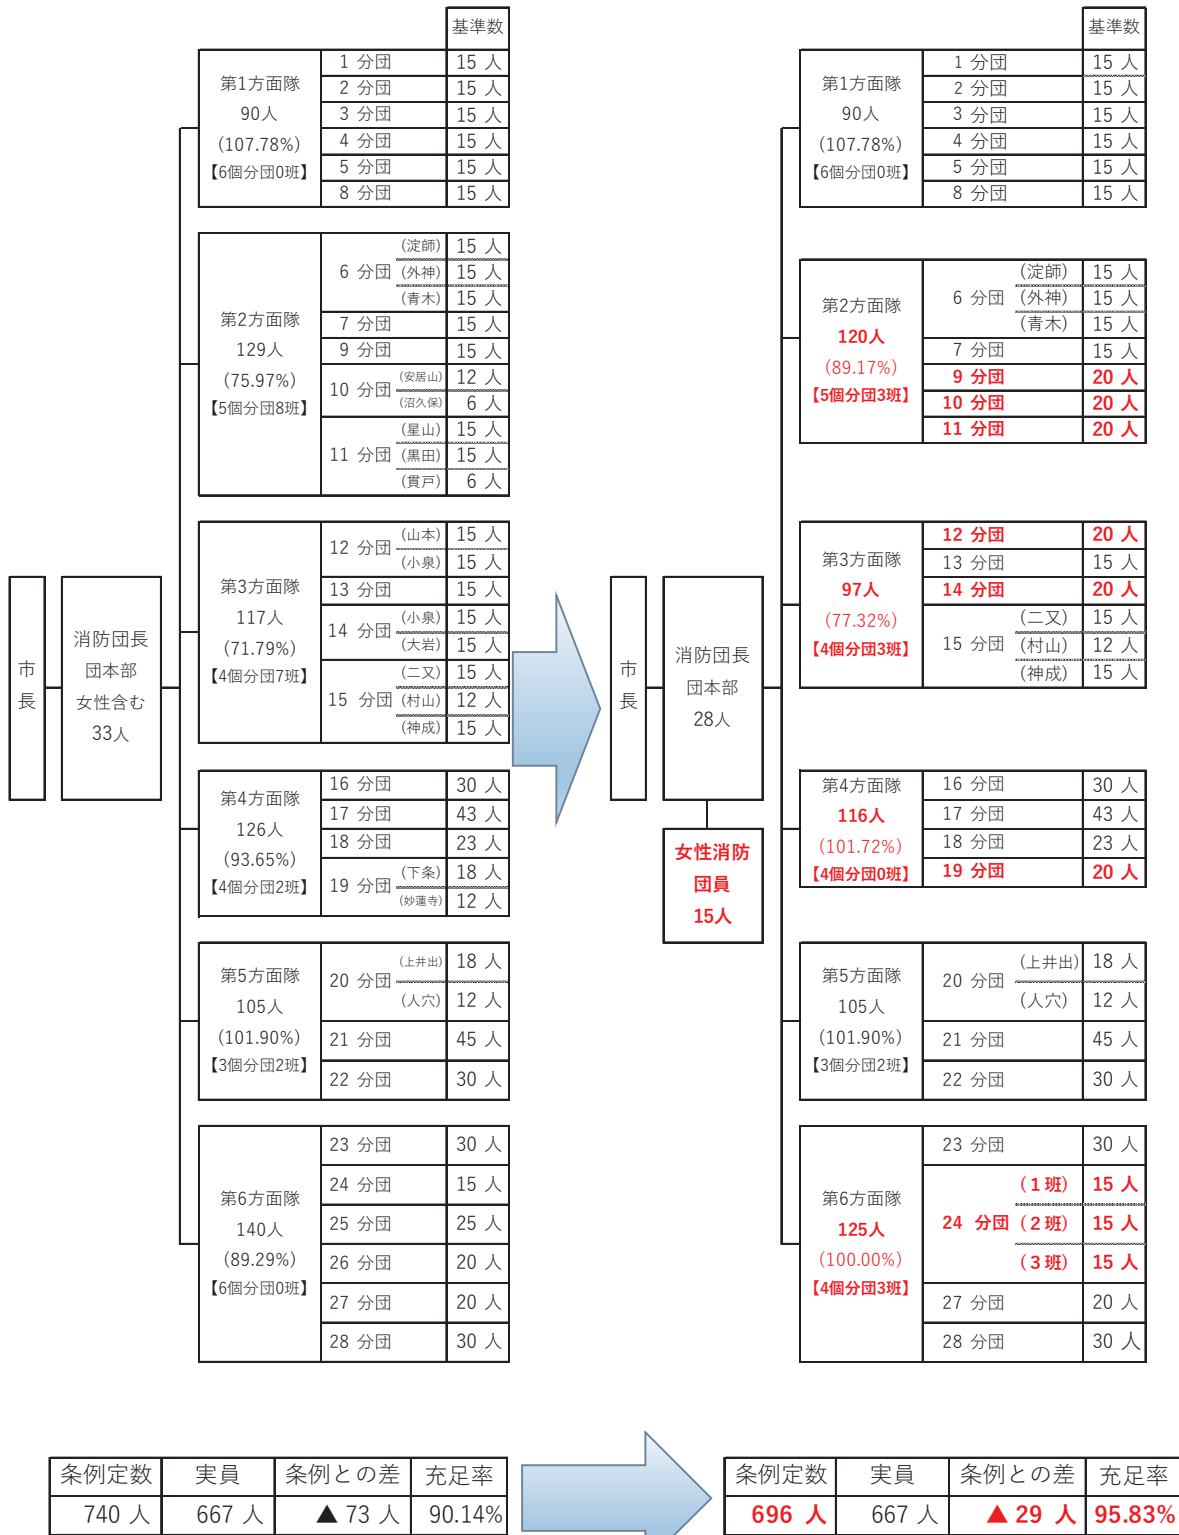 基準数
第1方面隊
90人
(107.78%)
【6個分団0班】
1 分団 15 人
2 分団 15 人
3 分団 15 人
4 分団 15 人
5 分団 15 人
8 分団 15 人
第2方面隊
129人
(75.97%)
【5個分団8班】
6 分団 (淀師) 15 人
(外神) 15 人
(青木) 15 人
7 分団 15 人
9 分団 15 人
10 分団 (安居山) 12 人
(沼久保) 6 人
11 分団 (星山) 15 人
(黒田) 15 人
(貫戸) 6 人
市長
消防団長
団本部
女性含む
33人
第3方面隊
117人
(71.79%)
【4個分団7班】
12 分団 (山本) 15 人
(小泉) 15 人
13 分団 15 人
14 分団 (小泉) 15 人
(大岩) 15 人
15 分団 (二又) 15 人
(村山) 12 人
(神成) 15 人
第4方面隊
126人
(93.65%)
【4個分団2班】
16 分団 30 人
17 分団 43 人
18 分団 23 人
19 分団 (下条) 18 人
(妙蓮寺) 12 人
第5方面隊
105人
(101.90%)
【3個分団2班】
20 分団 (上井出) 18 人
(人穴) 12 人
21 分団 45 人
22 分団 30 人
第6方面隊
140人
(89.29%)
【6個分団0班】
23 分団 30 人
24 分団 15 人
25 分団 25 人
26 分団 20 人
27 分団 20 人
28 分団 30 人
条例定数 実員 条例との差 充足率
740 人 667 人 ▲ 73 人 90.14%
基準数
第1方面隊
90人
(107.78%)
【6個分団0班】
1 分団 15 人
2 分団 15 人
3 分団 15 人
4 分団 15 人
5 分団 15 人
8 分団 15 人
第2方面隊
120人
(89.17%)
【5個分団3班】
6 分団 (淀師) 15 人
(外神) 15 人
(青木) 15 人
7 分団 15 人
9 分団 20 人
10 分団 20 人
11 分団 20 人
市長
消防団長
団本部
28人
女性消防
団員
15人
第3方面隊
97人
(77.32%)
【4個分団3班】
12 分団 20 人
13 分団 15 人
14 分団 20 人
15 分団 (二又) 15 人
(村山) 12 人
(神成) 15 人
第4方面隊
116人
(101.72%)
【4個分団0班】
16 分団 30 人
17 分団 43 人
18 分団 23 人
19 分団 20 人
第5方面隊
105人
(101.90%)
【3個分団2班】
20 分団 (上井出) 18 人
(人穴) 12 人
21 分団 45 人
22 分団 30 人
第6方面隊
125人
(100.00%)
【4個分団3班】
23 分団 30 人
24 分団 (1班) 15 人
(2班) 15 人
(3班) 15 人
27 分団 20 人
28 分団 30 人
条例定数 実員 条例との差 充足率
696 人 667 人 ▲ 29 人 95.83%